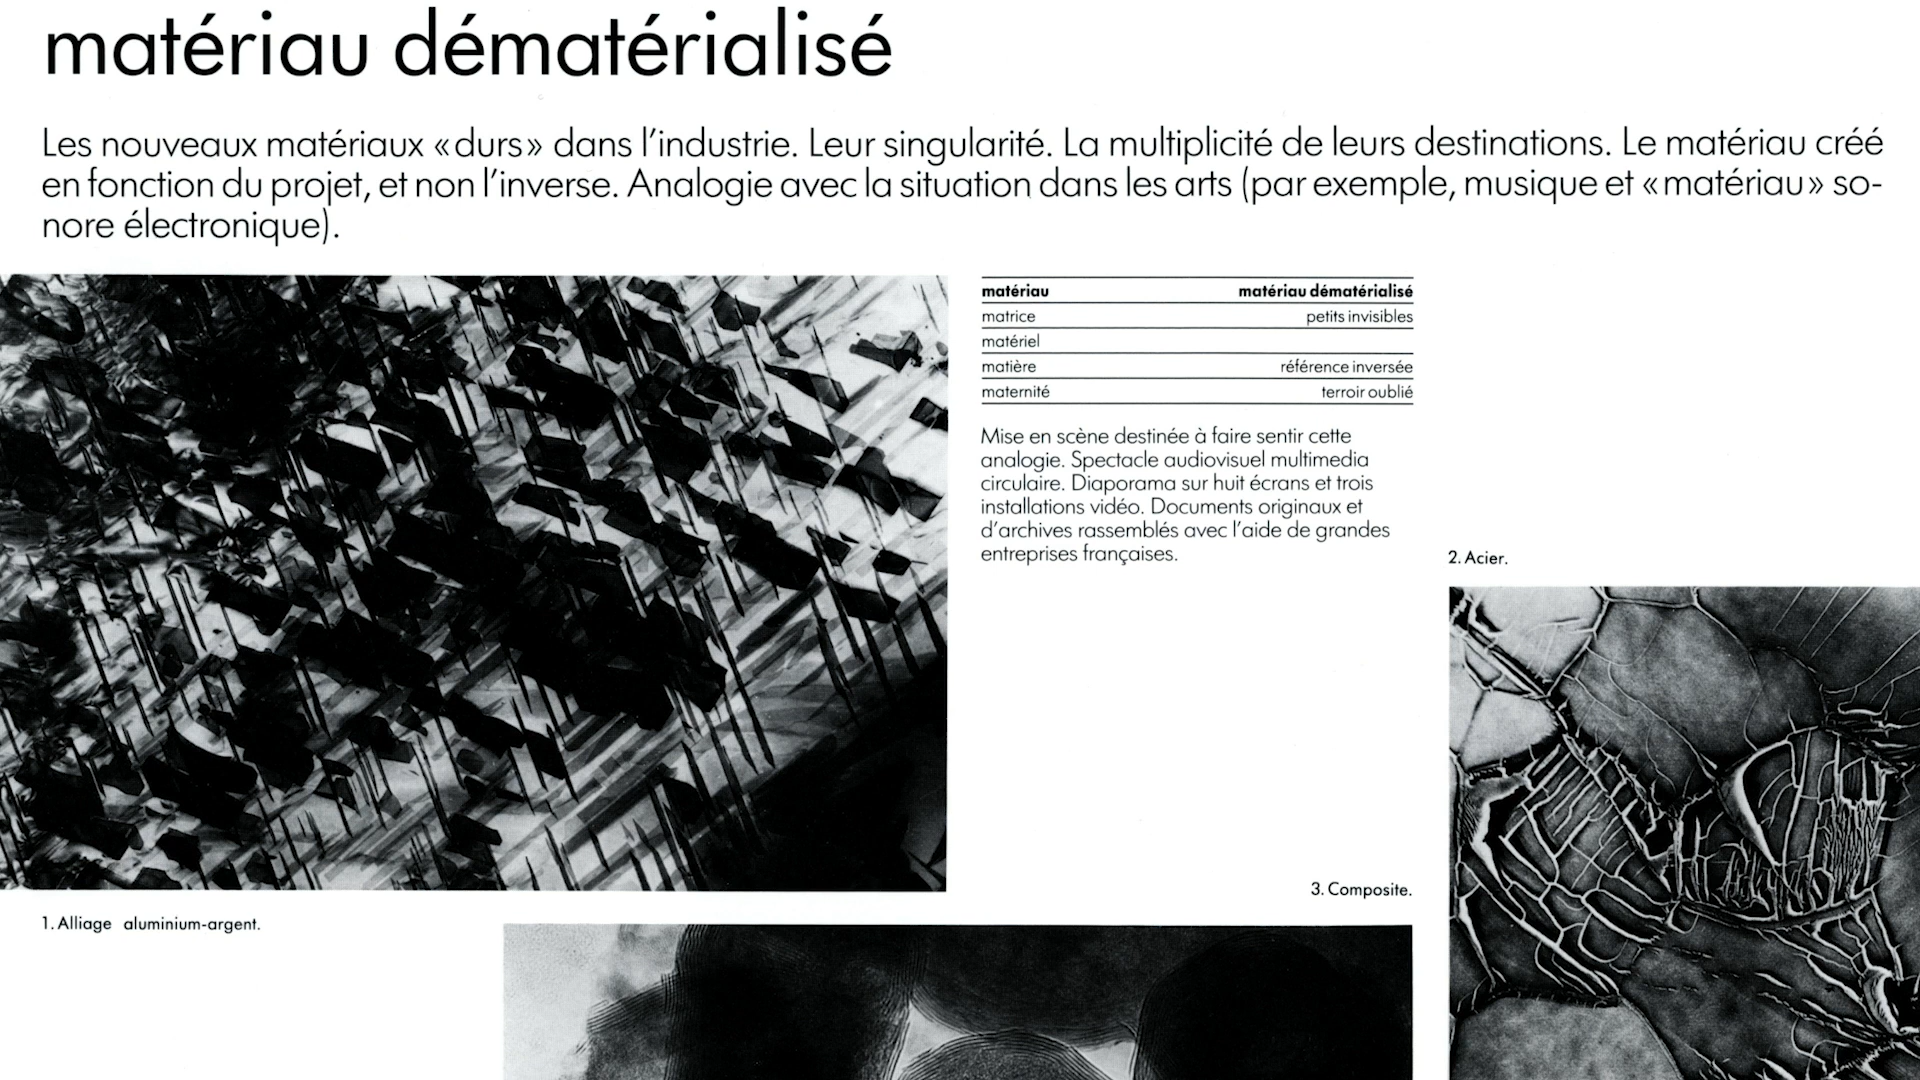 matériau dématérialisé
Les nouveaux matériaux «durs» dans l’industrie. Leur singularité. La multiplicité de leurs destinations. Le matériau créé
en fonction du projet, et non l’inverse. Analogie avec la situation dans les arts (par exemple, musique et «matériau» so-
nore électronique).
matériau matériau dématérialisé
matrice petits invisibles
matériel
matière référence inversée
maternité terroir oublié
Mise en scène destinée à faire sentir cette
analogie. Spectacle audiovisuel multimedia
circulaire. Diaporama sur huit écrans et trois
installations vidéo. Documents originaux et
d’archives rassemblés avec l’aide de grandes
entreprises françaises.
2. Acier.
3. Composite.
1. Alliage aluminium-argent.